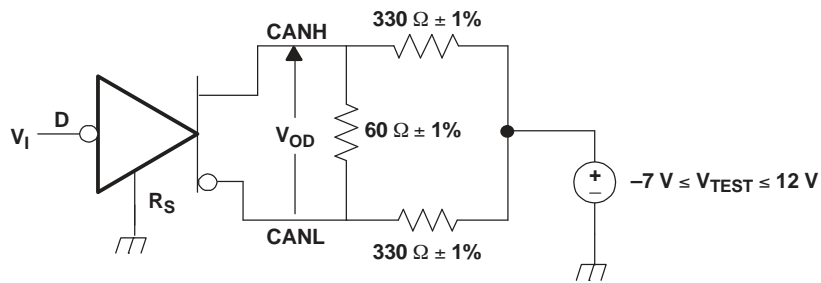 CANH
330 Ω ± 1%
D
V_I
V_OD
60 Ω ± 1%
+
–
–7 V ≤ V_TEST ≤ 12 V
R_S
CANL
330 Ω ± 1%